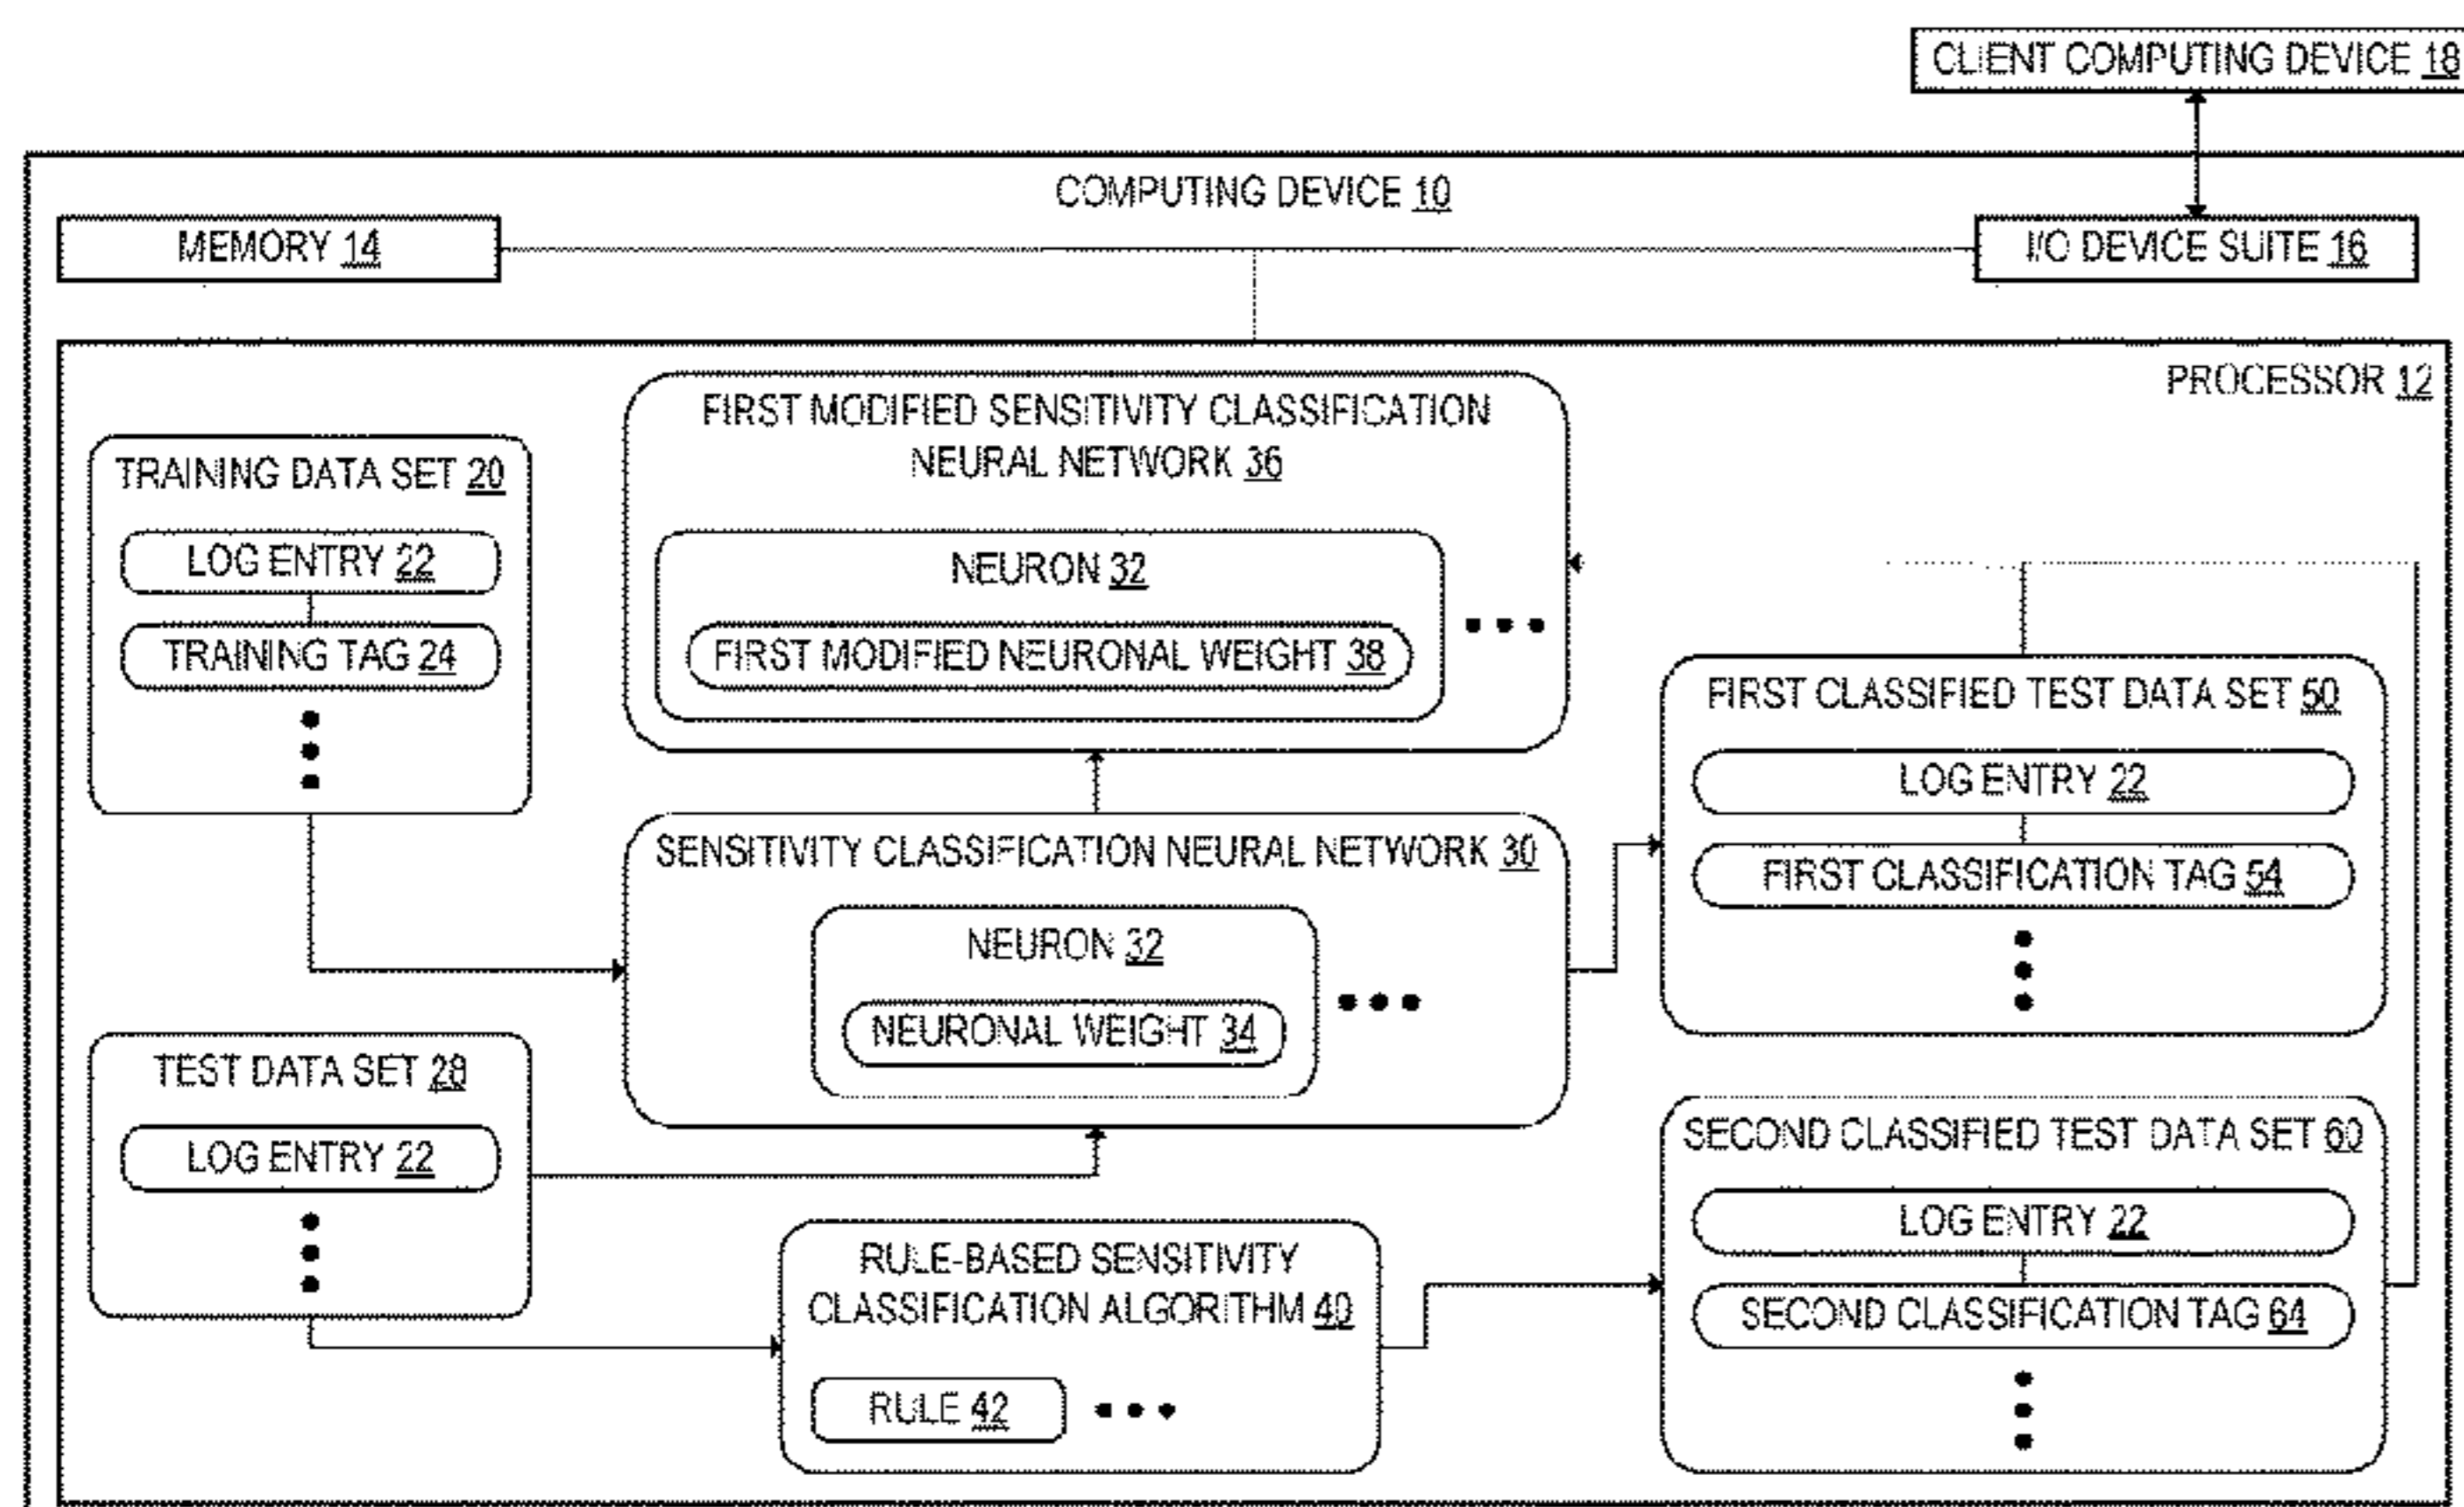 CLIENT COMPUTING DEVICE 18
COMPUTING DEVICE 10
MEMORY 14
I/O DEVICE SUITE 16
PROCESSOR 12
TRAINING DATA SET 20
LOG ENTRY 22
TRAINING TAG 24
FIRST MODIFIED SENSITIVITY CLASSIFICATION
NEURAL NETWORK 36
NEURON 32
FIRST MODIFIED NEURONAL WEIGHT 38
FIRST CLASSIFIED TEST DATA SET 50
LOG ENTRY 22
FIRST CLASSIFICATION TAG 54
SENSITIVITY CLASSIFICATION NEURAL NETWORK 30
NEURON 32
NEURONAL WEIGHT 34
TEST DATA SET 28
LOG ENTRY 22
RULE-BASED SENSITIVITY
CLASSIFICATION ALGORITHM 40
RULE 42
SECOND CLASSIFIED TEST DATA SET 60
LOG ENTRY 22
SECOND CLASSIFICATION TAG 64